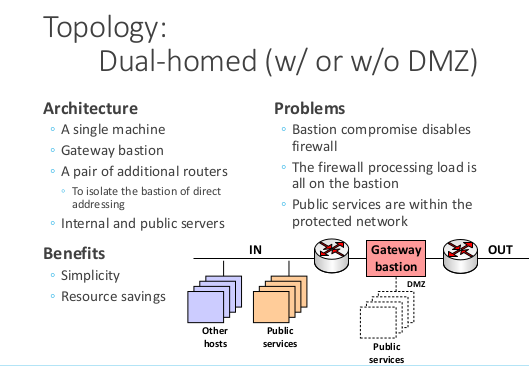 Topology:
Dual-homed (w/ or w/o DMZ)
Architecture
◦ A single machine
◦ Gateway bastion
◦ A pair of additional routers
◦ To isolate the bastion of direct
addressing
◦ Internal and public servers
Benefits
◦ Simplicity
◦ Resource savings
Problems
◦ Bastion compromise disables
firewall
◦ The firewall processing load is
all on the bastion
◦ Public services are within the
protected network
IN
Gateway
bastion
OUT
DMZ
Other
hosts
Public
services
Public
services